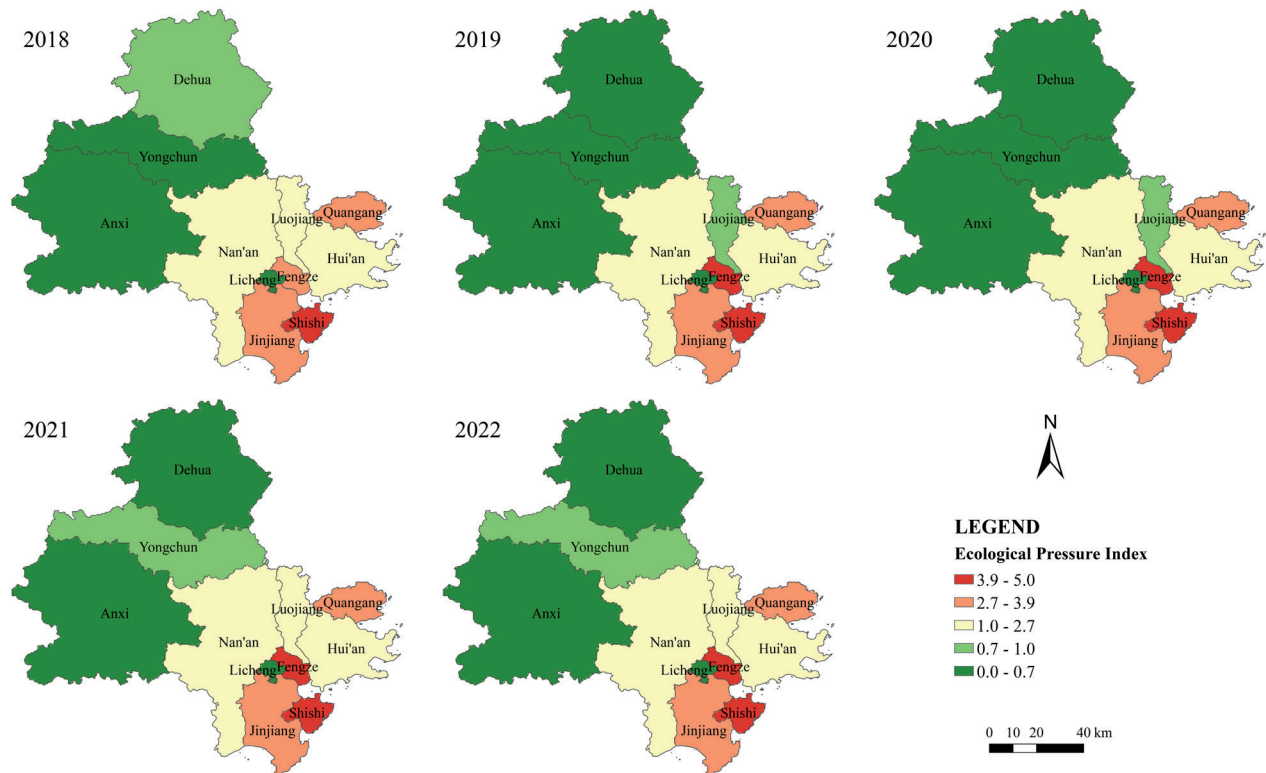 2018
Dehua
Yongchun
Anxi
Nan'an
Luojiang
Quangang
Hui'an
Licheng
Fengze
Shishi
Jinjiang
2019
Dehua
Yongchun
Anxi
Nan'an
Luojiang
Quangang
Hui'an
Licheng
Fengze
Shishi
Jinjiang
2020
Dehua
Yongchun
Anxi
Nan'an
Luojiang
Quangang
Hui'an
Licheng
Fengze
Shishi
Jinjiang
2021
Dehua
Yongchun
Anxi
Nan'an
Luojiang
Quangang
Hui'an
Licheng
Fengze
Shishi
Jinjiang
2022
Dehua
Yongchun
Anxi
Nan'an
Luojiang
Quangang
Hui'an
Licheng
Fengze
Shishi
Jinjiang
N
LEGEND
Ecological Pressure Index
3.9 - 5.0
2.7 - 3.9
1.0 - 2.7
0.7 - 1.0
0.0 - 0.7
0 10 20 40 km